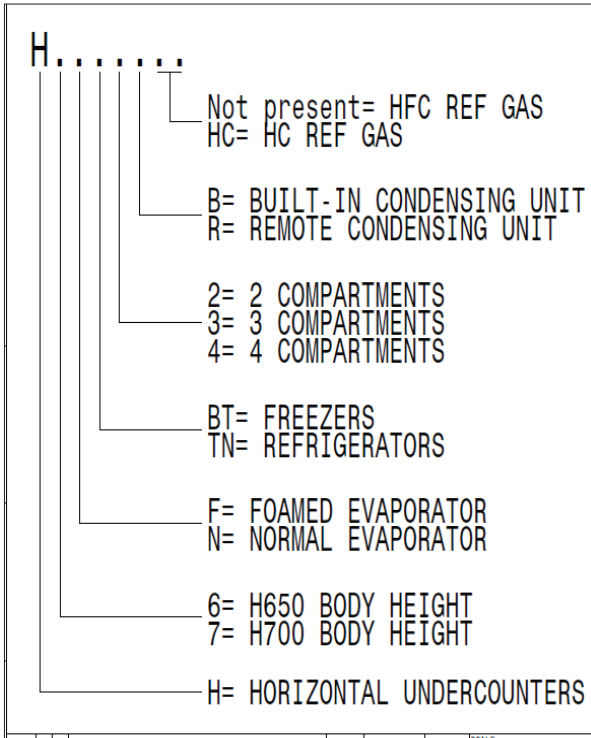 H.......
Not present= HFC REF GAS
HC= HC REF GAS
B= BUILT-IN CONDENSING UNIT
R= REMOTE CONDENSING UNIT
2= 2 COMPARTMENTS
3= 3 COMPARTMENTS
4= 4 COMPARTMENTS
BT= FREEZERS
TN= REFRIGERATORS
F= FOAMED EVAPORATOR
N= NORMAL EVAPORATOR
6= H650 BODY HEIGHT
7= H700 BODY HEIGHT
H= HORIZONTAL UNDERCOUNTERS